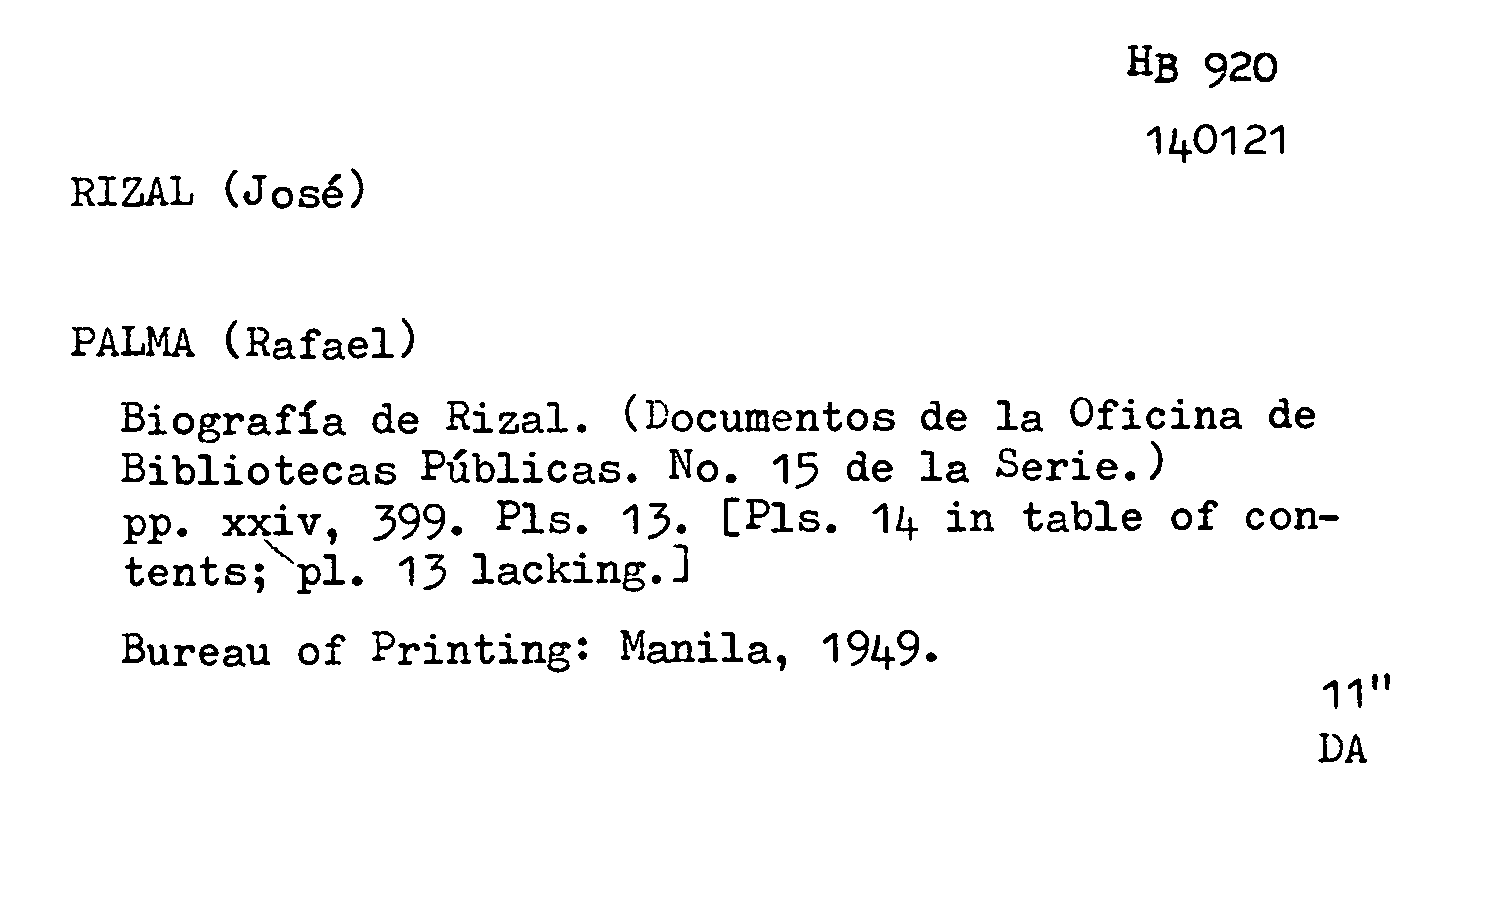 HB 920
140121
RIZAL (José)
PALMA (Rafael)
Biografía de Rizal. (Documentos de la Oficina de
Bibliotecas Públicas. No. 15 de la Serie.)
pp. xxiv, 399. Pls. 13. [Pls. 14 in table of con-
tents; pl. 13 lacking.]
Bureau of Printing: Manila, 1949.
11"
DA